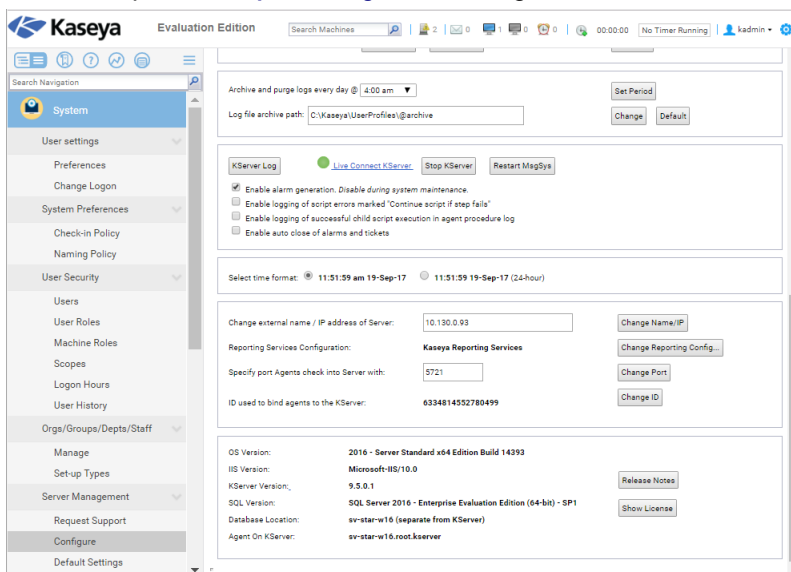 Kaseya Evaluation Edition Search Machines 2 0 1 0 0 00:00:00 No Timer Running kadmin
Search Navigation
System
User settings
Preferences
Change Logon
System Preferences
Check-in Policy
Naming Policy
User Security
Users
User Roles
Machine Roles
Scopes
Logon Hours
User History
Orgs/Groups/Depts/Staff
Manage
Set-up Types
Server Management
Request Support
Configure
Default Settings
Archive and purge logs every day @ 4:00 am Set Period
Log file archive path: C:\Kaseya\UserProfiles\@archive Change Default
KServer Log Live Connect KServer Stop KServer Restart MsgSys
Enable alarm generation. Disable during system maintenance.
Enable logging of script errors marked "Continue script if step fails"
Enable logging of successful child script execution in agent procedure log
Enable auto close of alarms and tickets
Select time format: 11:51:59 am 19-Sep-17 11:51:59 19-Sep-17 (24-hour)
Change external name / IP address of Server: 10.130.0.93 Change Name/IP
Reporting Services Configuration: Kaseya Reporting Services Change Reporting Config...
Specify port Agents check into Server with: 5721 Change Port
ID used to bind agents to the KServer: 6334814552780499 Change ID
OS Version: 2016 - Server Standard x64 Edition Build 14393
IIS Version: Microsoft-IIS/10.0
KServer Version: 9.5.0.1 Release Notes
SQL Version: SQL Server 2016 - Enterprise Evaluation Edition (64-bit) - SP1
Show License
Database Location: sv-star-w16 (separate from KServer)
Agent On KServer: sv-star-w16.root.kserver